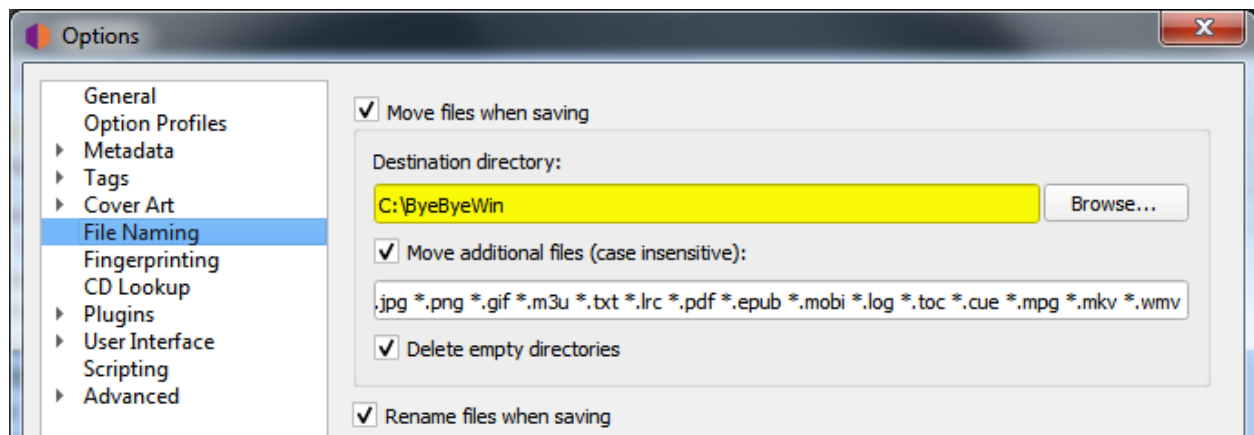 Options
x
General
Option Profiles
Metadata
Tags
Cover Art
File Naming
Fingerprinting
CD Lookup
Plugins
User Interface
Scripting
Advanced
Move files when saving
Destination directory:
C:\ByeByeWin
Browse...
Move additional files (case insensitive):
.jpg *.png *.gif *.m3u *.txt *.lrc *.pdf *.epub *.mobi *.log *.toc *.cue *.mpg *.mkv *.wmv
Delete empty directories
Rename files when saving